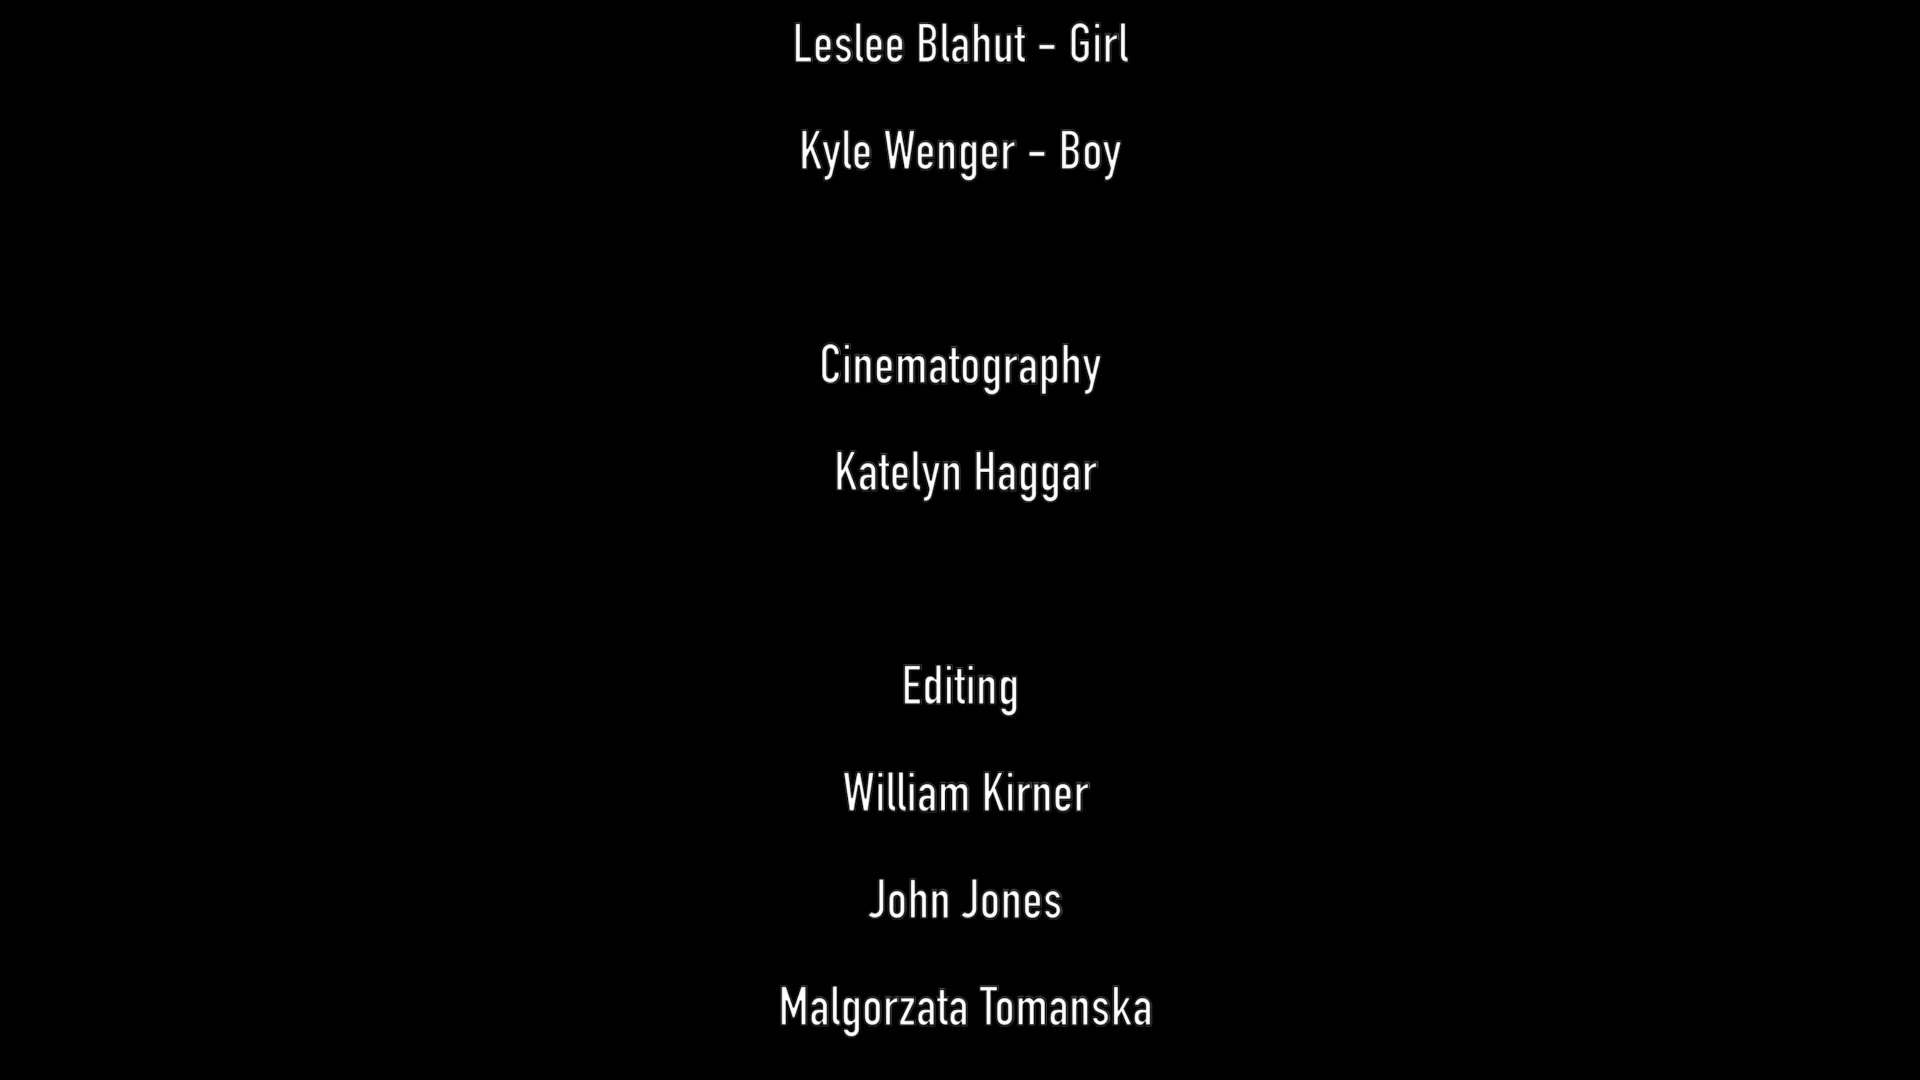 Leslee Blahut - Girl
Kyle Wenger - Boy
Cinematography
Katelyn Haggar
Editing
William Kirner
John Jones
Malgorzata Tomanska